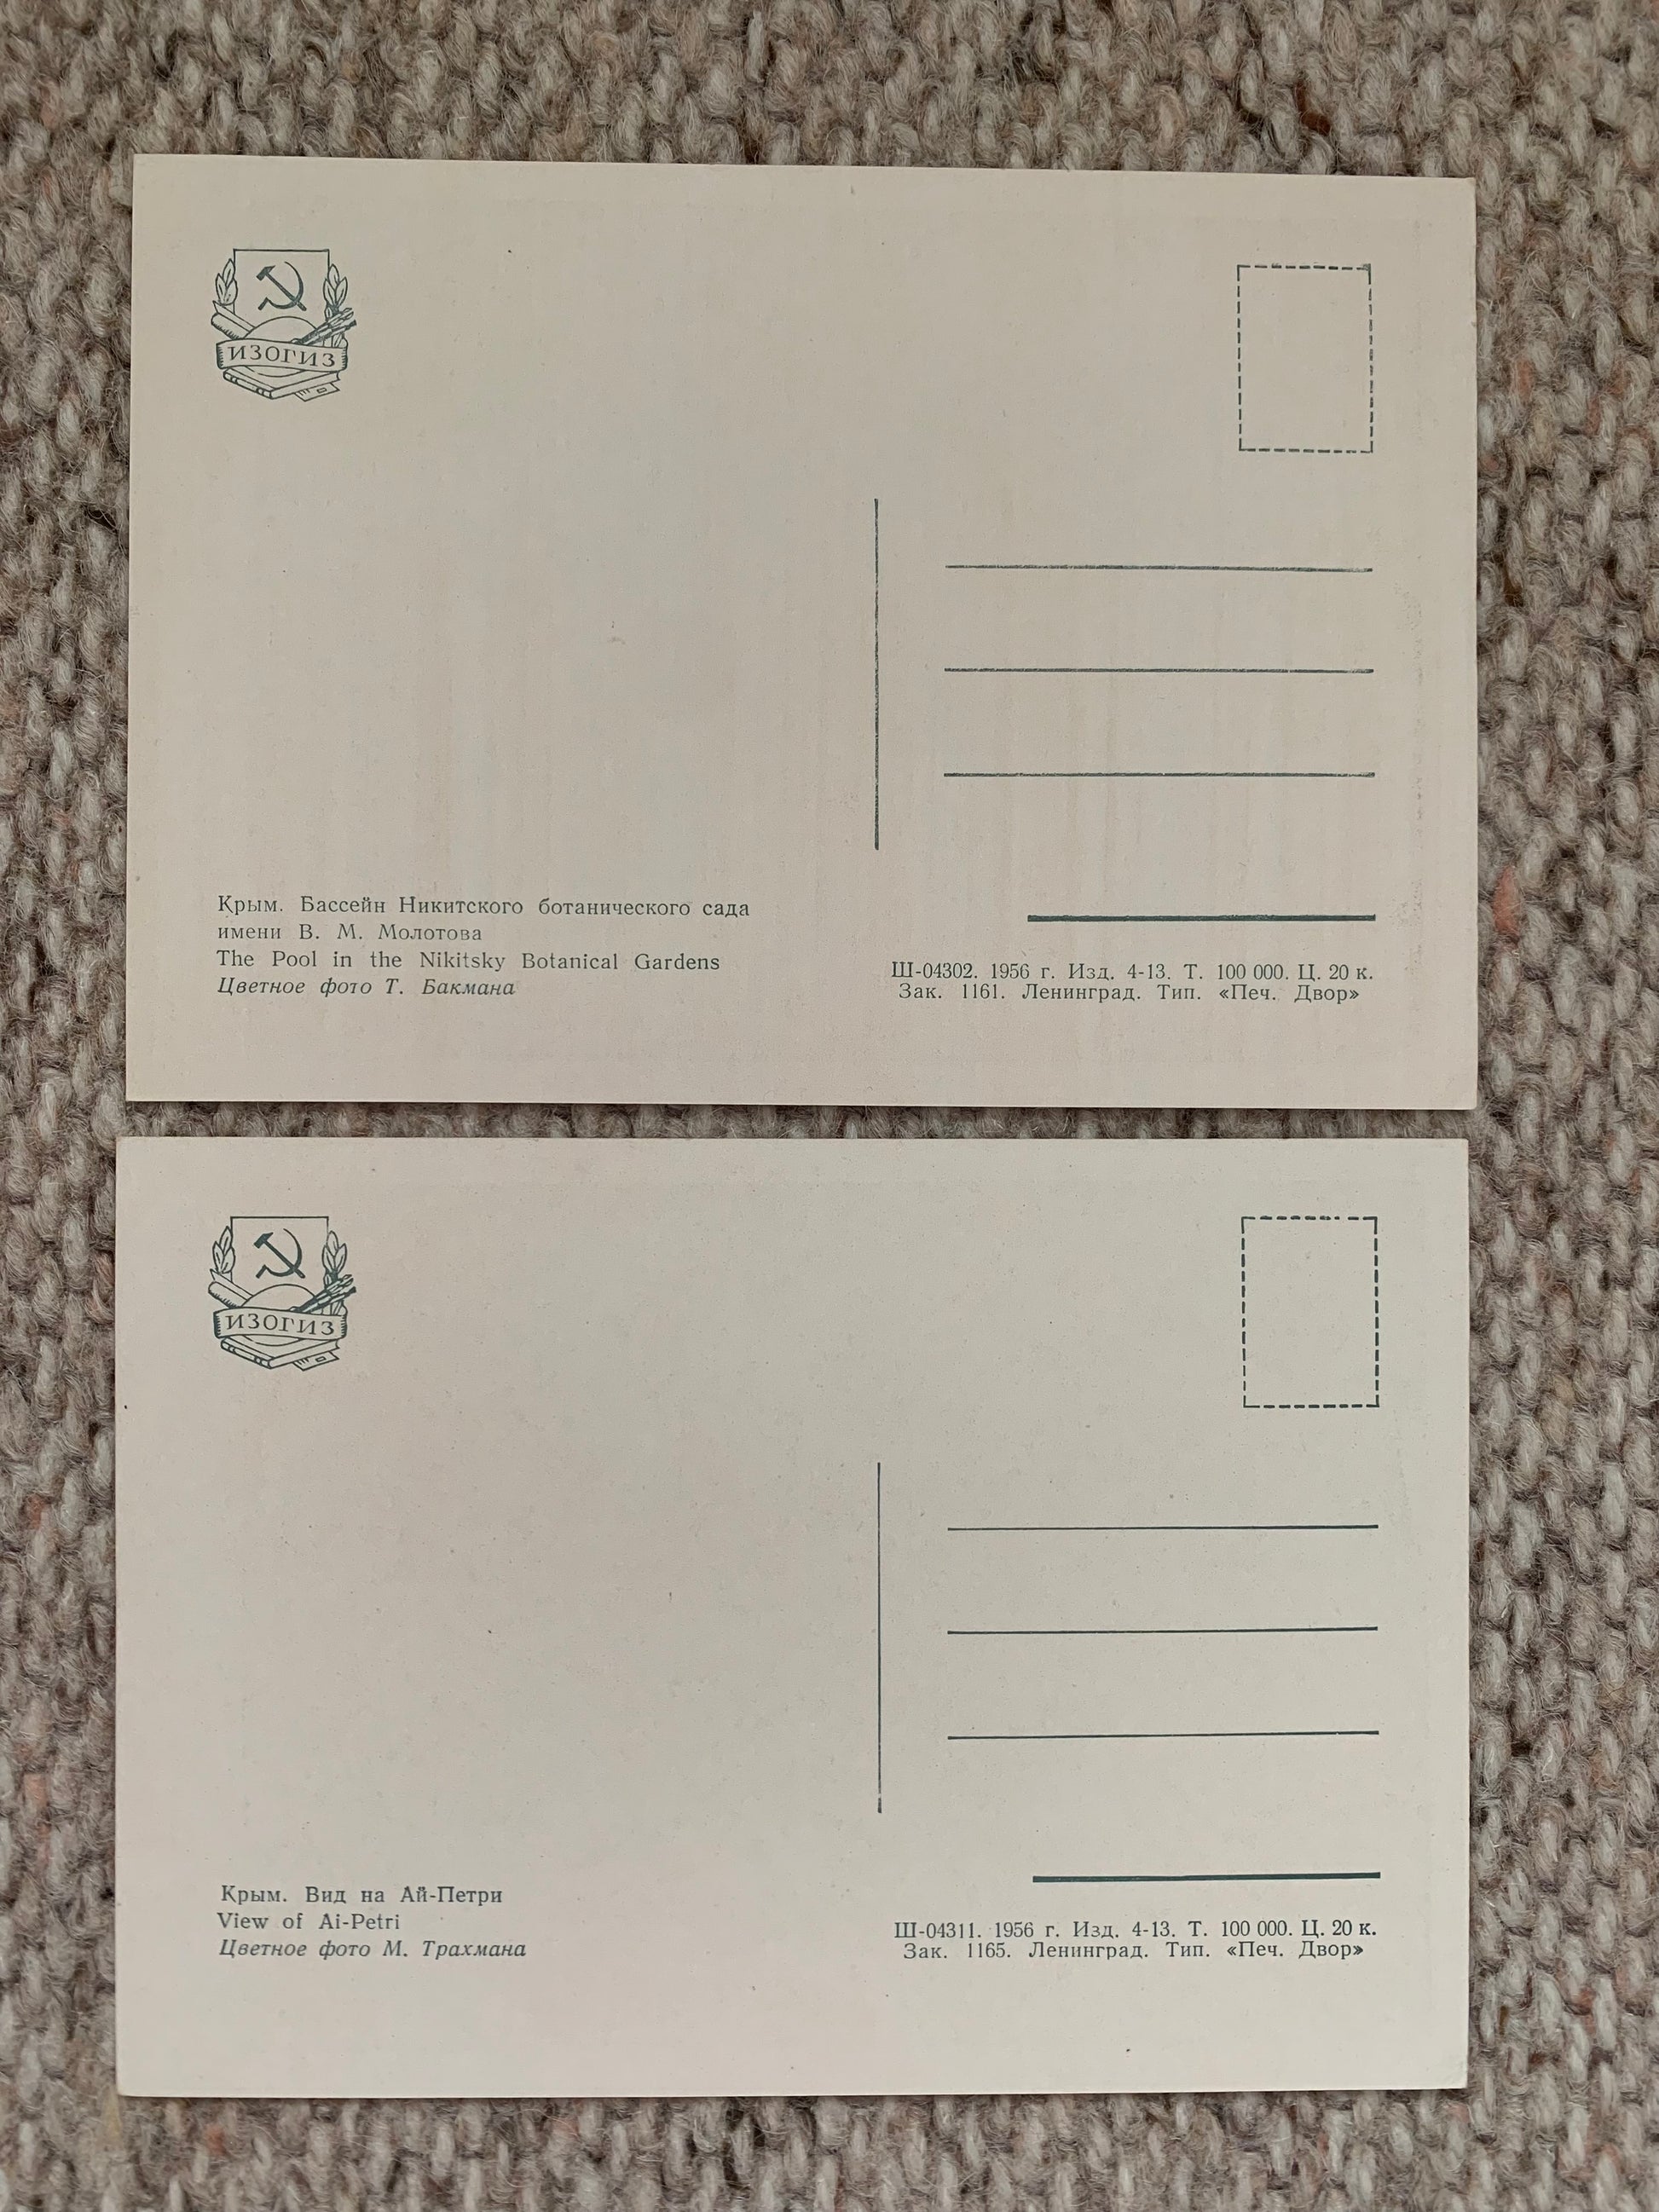 ИЗОГИЗ
Крым. Бассейн Никитского ботанического сада
имени В. М. Молотова
The Pool in the Nikitsky Botanical Gardens
Цветное фото Т. Бакмана
Ш-04302. 1956 г. Изд. 4-13. Т. 100 000. Ц. 20 к.
Зак. 1161. Ленинград. Тип. «Печ. Двор»
ИЗОГИЗ
Крым. Вид на Ай-Петри
View of Ai-Petri
Цветное фото М. Трахмана
Ш-04311. 1956 г. Изд. 4-13. Т. 100 000. Ц. 20 к.
Зак. 1165. Ленинград. Тип. «Печ. Двор»